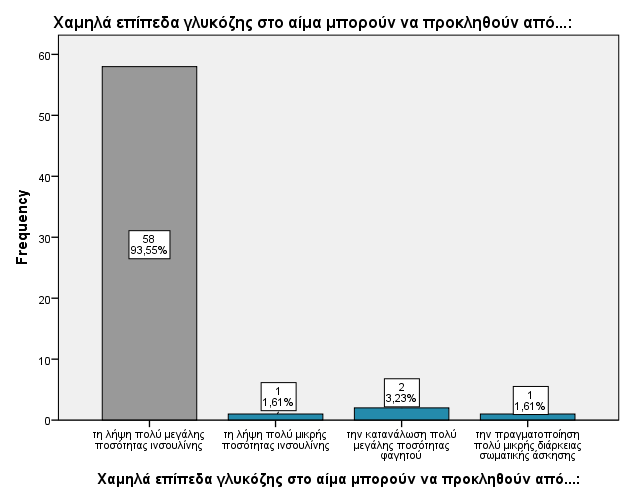 Χαμηλά επίπεδα γλυκόζης στο αίμα μπορούν να προκληθούν από...:
60
50
40
30
20
10
0
Frequency
58
93,55%
1
1,61%
2
3,23%
1
1,61%
τη λήψη πολύ μεγάλης
ποσότητας ινσουλίνης
τη λήψη πολύ μικρής
ποσότητας ινσουλίνης
την κατανάλωση πολύ
μεγάλης ποσότητας
φαγητού
την πραγματοποίηση
πολύ μικρής διάρκειας
σωματικής άσκησης
Χαμηλά επίπεδα γλυκόζης στο αίμα μπορούν να προκληθούν από...: